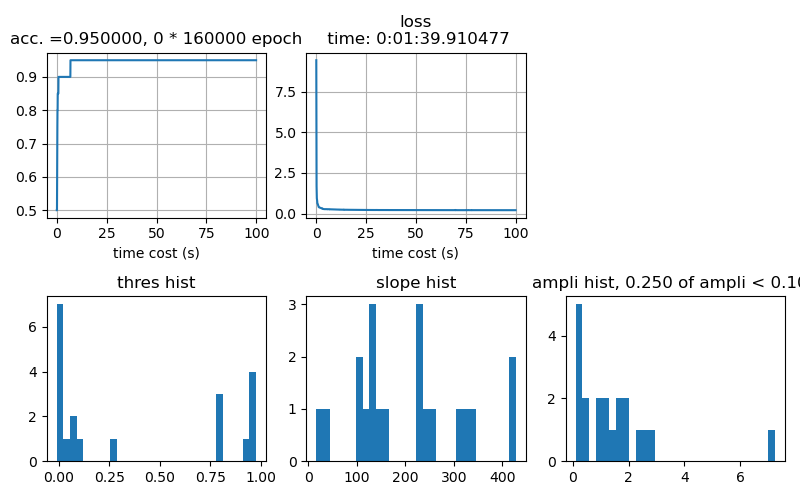 acc. =0.950000, 0 * 160000 epoch
0.9
0.8
0.7
0.6
0.5
0 25 50 75 100
time cost (s)
loss
time: 0:01:39.910477
7.5
5.0
2.5
0.0
0 25 50 75 100
time cost (s)
thres hist
6
4
2
0
0.00 0.25 0.50 0.75 1.00
slope hist
3
2
1
0
0 100 200 300 400
ampli hist, 0.250 of ampli < 0.10
4
2
0
0 2 4 6